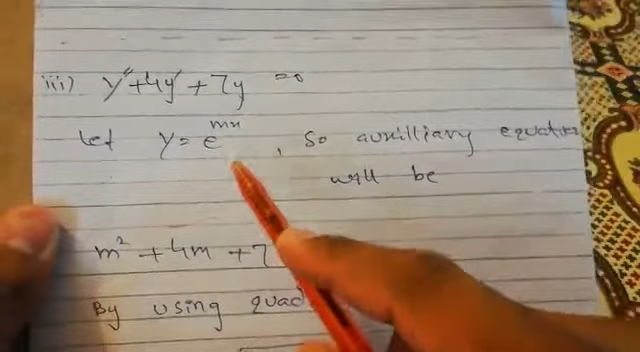 iii) y"+4y'+7y =0
Let y=e^mx, so auxilliary equation
will be
m²+4m+7
By using quad